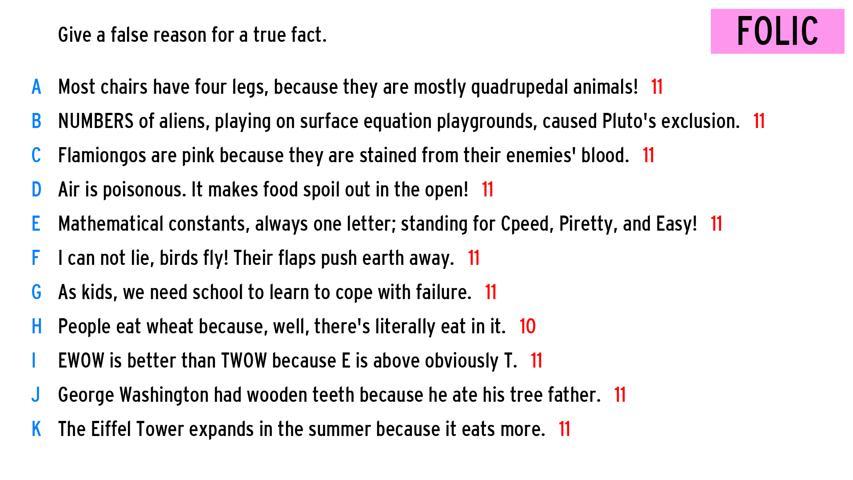 Give a false reason for a true fact.
FOLIC
A Most chairs have four legs, because they are mostly quadrupedal animals! 11
B NUMBERS of aliens, playing on surface equation playgrounds, caused Pluto's exclusion. 11
C Flamiongos are pink because they are stained from their enemies' blood. 11
D Air is poisonous. It makes food spoil out in the open! 11
E Mathematical constants, always one letter; standing for Cpeed, Piretty, and Easy! 11
F I can not lie, birds fly! Their flaps push earth away. 11
G As kids, we need school to learn to cope with failure. 11
H People eat wheat because, well, there's literally eat in it. 10
I EWOW is better than TWOW because E is above obviously T. 11
J George Washington had wooden teeth because he ate his tree father. 11
K The Eiffel Tower expands in the summer because it eats more. 11